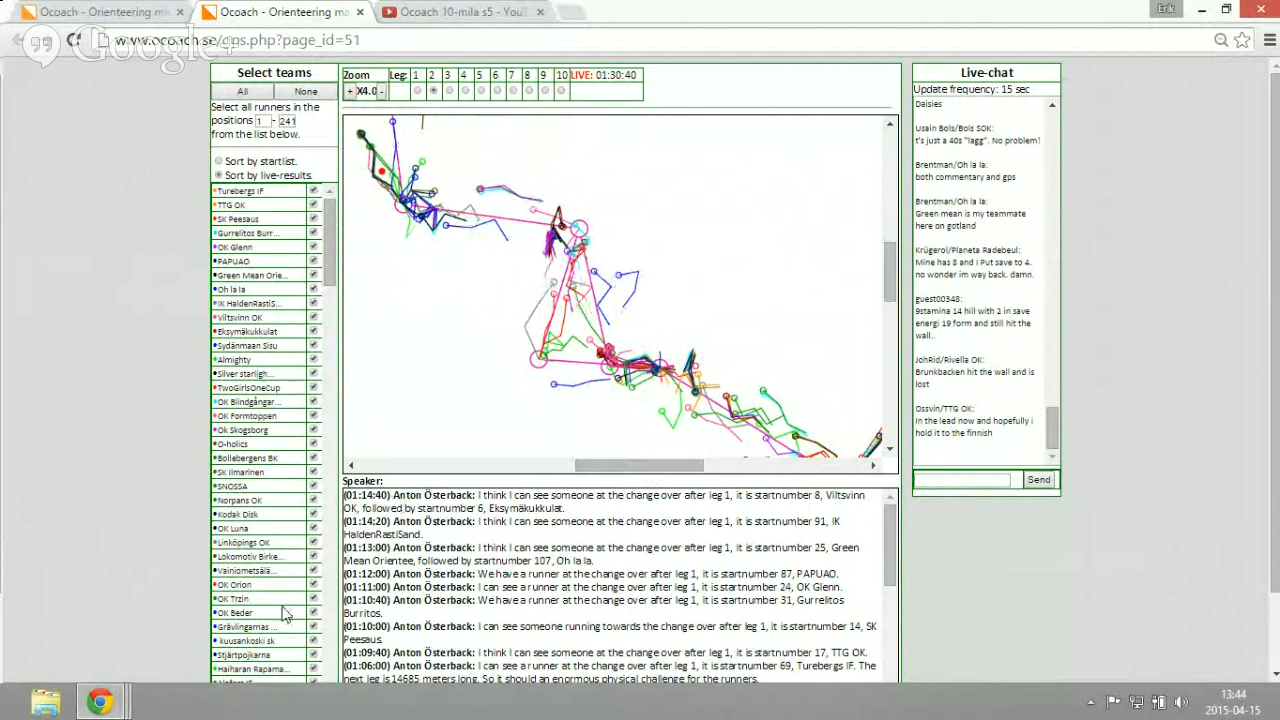 Ocoach - Orienteering mi
Ocoach - Orienteering ma
Ocoach 10-mila s5 - YouT
Erik
www.ocoach.se/gps.php?page_id=51
Google+
Select teams
All None
Select all runners in the
positions 1 - 241
from the list below.
Sort by startlist.
Sort by live-results.
Turebergs IF
TTG OK
SK Peesaus
Gurrelitos Burr...
OK Glenn
PAPUAO
Green Mean Orie...
Oh la la
IK HaldenRastiS...
Viltsvinn OK
Eksymäkukkulat
Sydänmaan Sisu
Almighty
Silver starligh...
TwoGirlsOneCup
OK Blindgångar...
OK Formtoppen
Ok Skogsborg
O-holics
Bollebergens BK
SK Ilmarinen
SNOSSA
Norpans OK
Kodak Disk
OK Luna
Linköpings OK
Lokomotiv Birke...
Vainiometsälä...
OK Orion
OK Trzin
OK Beder
Grävlingarnas ...
kuusankoski sk
Stjärtpojkarna
Haiharan Rapama...
Zoom Leg: 1 2 3 4 5 6 7 8 9 10 LIVE: 01:30:40
+ X4.0 -
Speaker:
(01:14:40) Anton Österback: I think I can see someone at the change over after leg 1, it is startnumber 8, Viltsvinn
OK, followed by startnumber 6, Eksymäkukkulat.
(01:14:20) Anton Österback: I think I can see someone at the change over after leg 1, it is startnumber 91, IK
HaldenRastiSand.
(01:13:00) Anton Österback: I think I can see someone at the change over after leg 1, it is startnumber 25, Green
Mean Orientee, followed by startnumber 107, Oh la la.
(01:12:00) Anton Österback: We have a runner at the change over after leg 1, it is startnumber 87, PAPUAO.
(01:11:00) Anton Österback: I can see a runner at the change over after leg 1, it is startnumber 24, OK Glenn.
(01:10:40) Anton Österback: We have a runner at the change over after leg 1, it is startnumber 31, Gurrelitos
Burritos.
(01:10:00) Anton Österback: I can see someone running towards the change over after leg 1, it is startnumber 14, SK
Peesaus.
(01:09:40) Anton Österback: I can see a runner at the change over after leg 1, it is startnumber 17, TTG OK.
(01:06:00) Anton Österback: I can see a runner at the change over after leg 1, it is startnumber 69, Turebergs IF. The
next leg is 14685 meters long. So it should an enormous physical challenge for the runners.
Live-chat
Update frequency: 15 sec
Daisies
Usain Bols/Bols SOK:
t's just a 40s "lagg". No problem!
Brentman/Oh la la:
both commentary and gps
Brentman/Oh la la:
Green mean is my teammate
here on gotland
Krügerol/Planeta Radebeul:
Mine has 8 and i Put save to 4.
no wonder im way back. damn.
guest00348:
9stamina 14 hill with 2 in save
energi 19 form and still hit the
wall..
JohRid/Rivella OK:
Brunkbacken hit the wall and is
lost
Ossvin/TTG OK:
In the lead now and hopefully i
hold it to the finnish
Send
13:44
2015-04-15